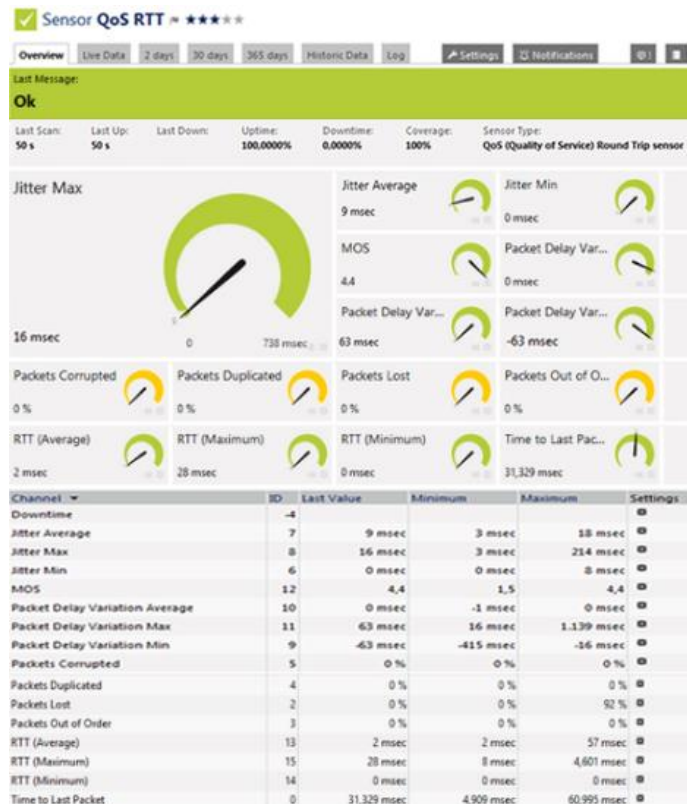 Sensor QoS RTT
Overview Live Data 2 days 30 days 365 days Historic Data Log Settings Notifications
Last Message:
Ok
Last Scan: Last Up: Last Down: Uptime: Downtime: Coverage: Sensor Type:
50 s 50 s 100,0000% 0,0000% 100% QoS (Quality of Service) Round Trip sensor
Jitter Max
16 msec
0 738 msec
Jitter Average
9 msec
Jitter Min
0 msec
MOS
4.4
Packet Delay Var...
0 msec
Packet Delay Var...
63 msec
Packet Delay Var...
-63 msec
Packets Corrupted
0 %
Packets Duplicated
0 %
Packets Lost
0 %
Packets Out of O...
0 %
RTT (Average)
2 msec
RTT (Maximum)
28 msec
RTT (Minimum)
0 msec
Time to Last Pac...
31,329 msec
Channel ID Last Value Minimum Maximum Settings
Downtime -4
Jitter Average 7 9 msec 3 msec 18 msec
Jitter Max 8 16 msec 3 msec 214 msec
Jitter Min 6 0 msec 0 msec 8 msec
MOS 12 4,4 1,5 4,4
Packet Delay Variation Average 10 0 msec -1 msec 0 msec
Packet Delay Variation Max 11 63 msec 16 msec 1.139 msec
Packet Delay Variation Min 9 -63 msec -415 msec -16 msec
Packets Corrupted 5 0 % 0 % 0 %
Packets Duplicated 4 0 % 0 % 0 %
Packets Lost 2 0 % 0 % 92 %
Packets Out of Order 3 0 % 0 % 0 %
RTT (Average) 13 2 msec 2 msec 57 msec
RTT (Maximum) 15 28 msec 8 msec 4,601 msec
RTT (Minimum) 14 0 msec 0 msec 0 msec
Time to Last Packet 0 31.329 msec 4.909 msec 60.995 msec